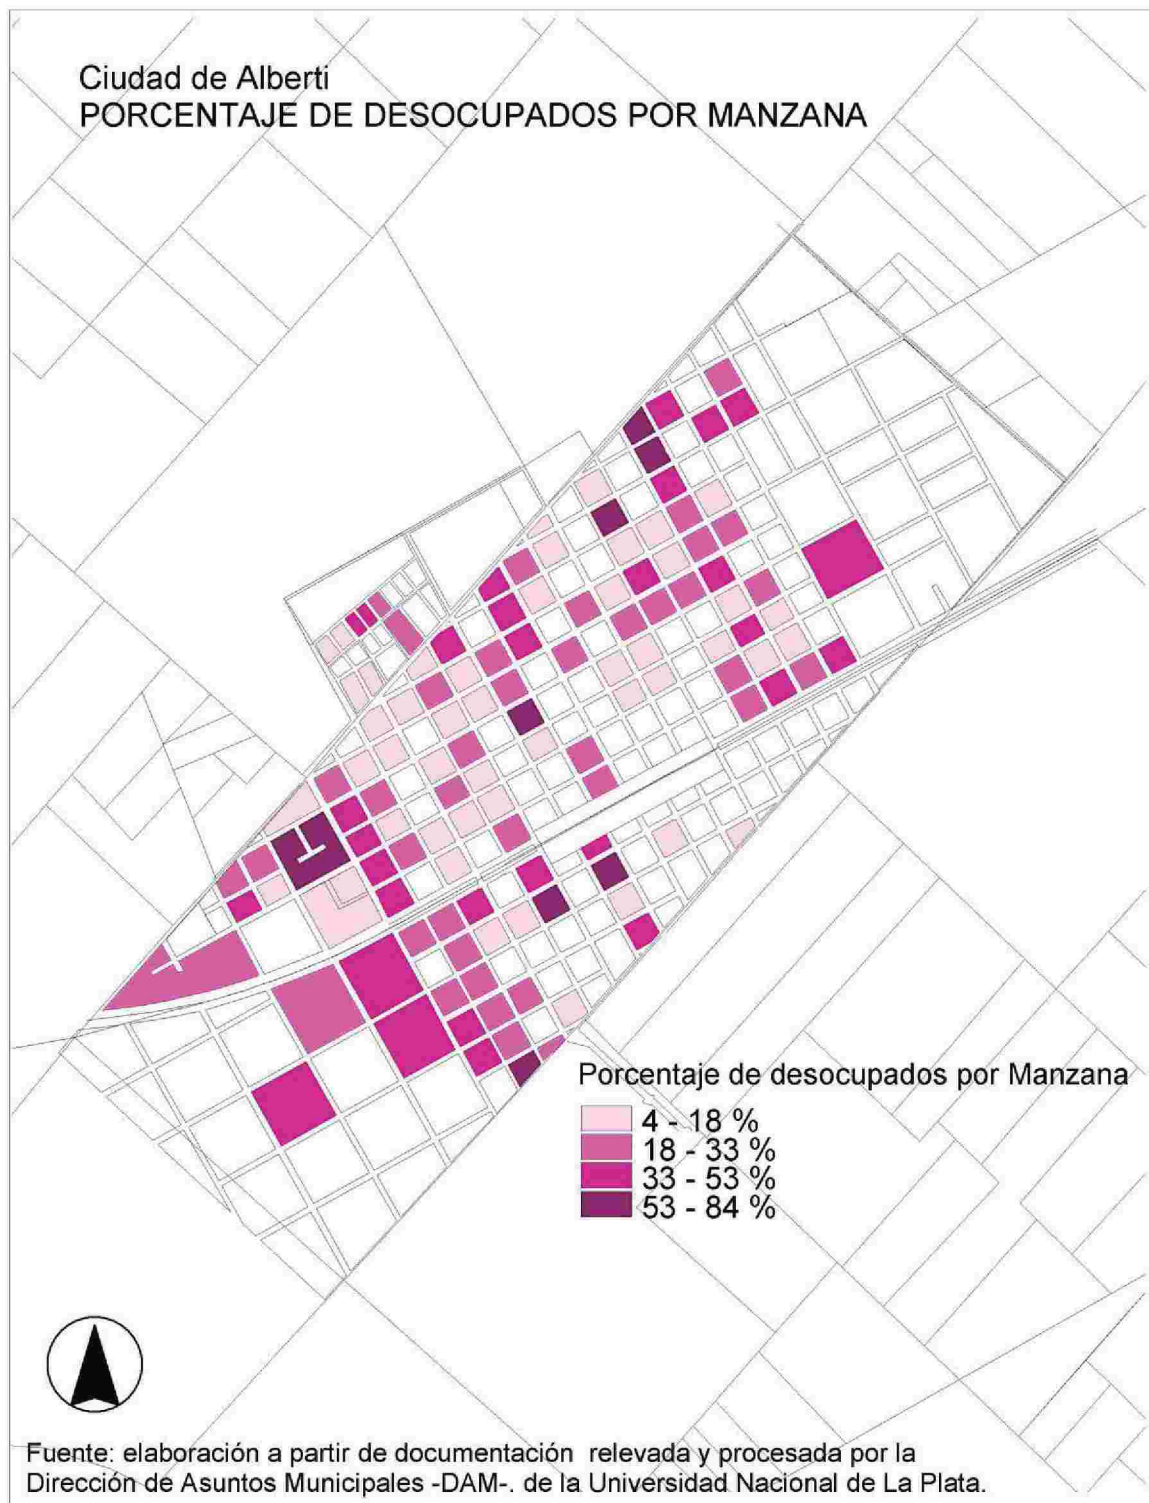 Ciudad de Alberti
PORCENTAJE DE DESOCUPADOS POR MANZANA
Porcentaje de desocupados por Manzana
4 - 18 %
18 - 33 %
33 - 53 %
53 - 84 %
Fuente: elaboración a partir de documentación relevada y procesada por la
Dirección de Asuntos Municipales -DAM-. de la Universidad Nacional de La Plata.